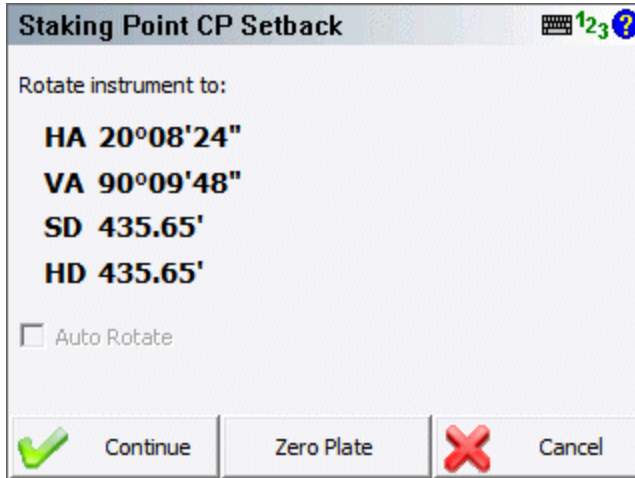 Staking Point CP Setback 123 ?
Rotate instrument to:
HA 20°08'24"
VA 90°09'48"
SD 435.65'
HD 435.65'
Auto Rotate
Continue Zero Plate Cancel